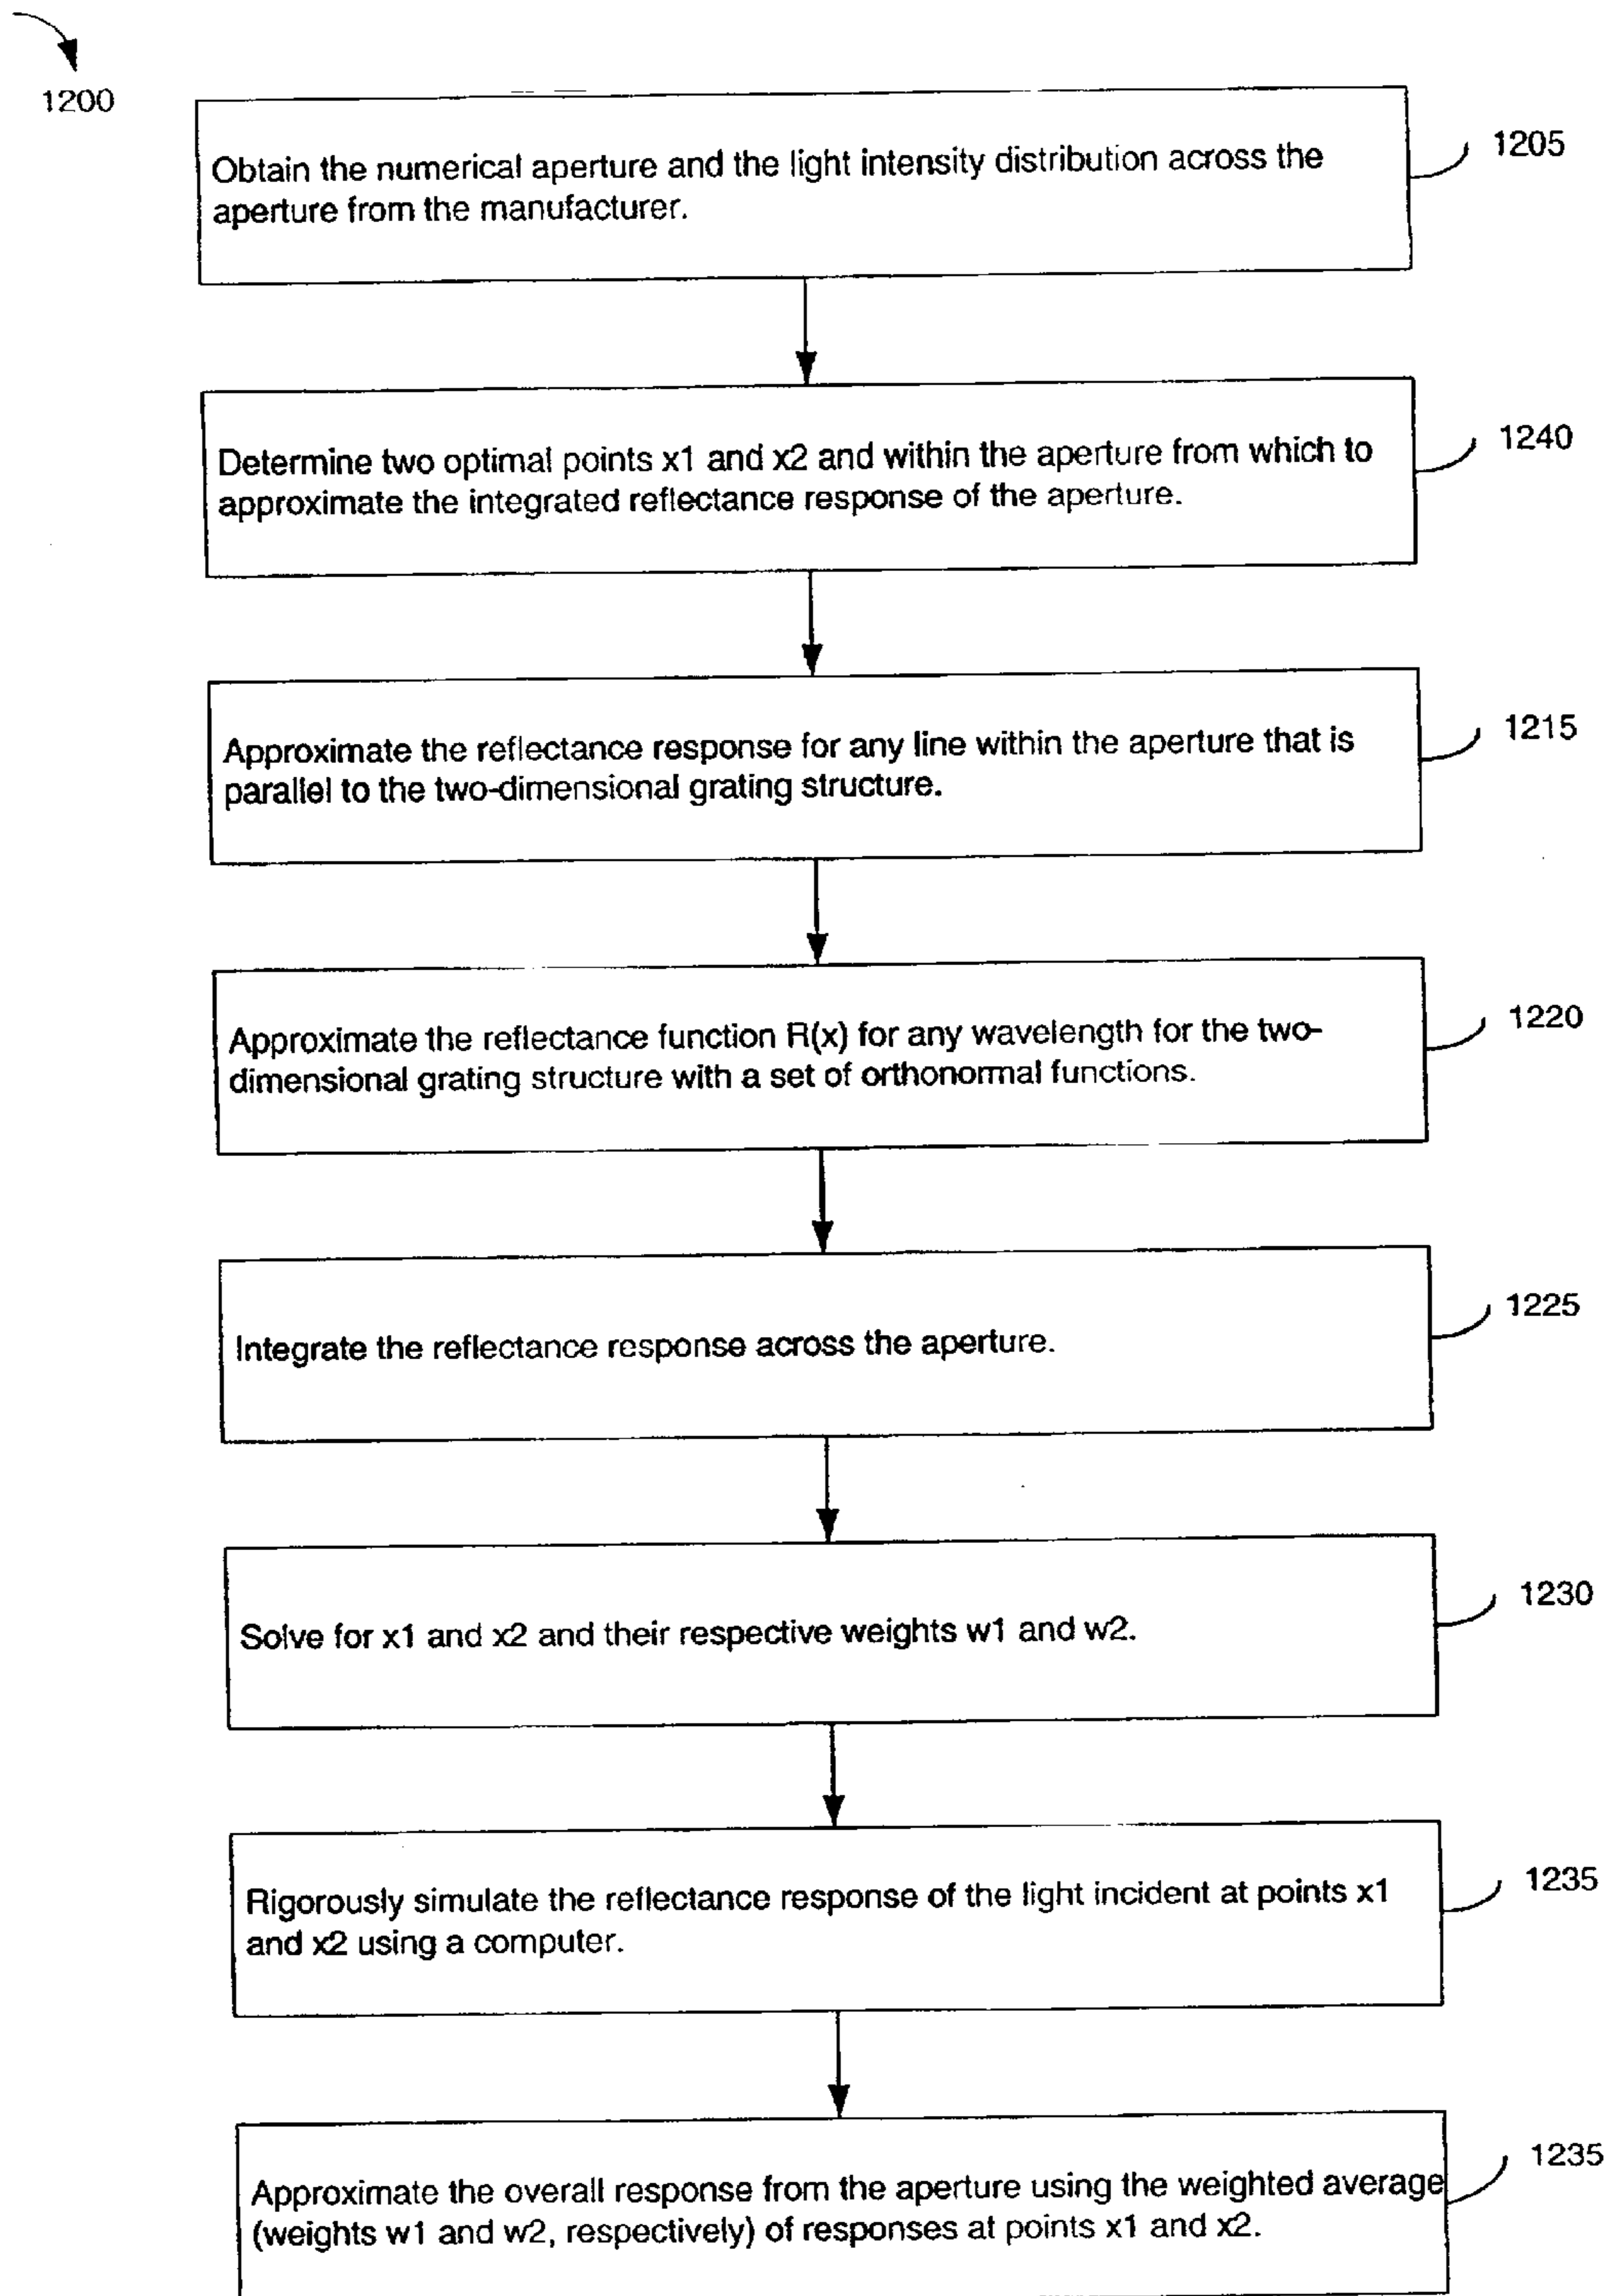 1200
Obtain the numerical aperture and the light intensity distribution across the
aperture from the manufacturer.
1205
Determine two optimal points x1 and x2 and within the aperture from which to
approximate the integrated reflectance response of the aperture.
1240
Approximate the reflectance response for any line within the aperture that is
parallel to the two-dimensional grating structure.
1215
Approximate the reflectance function R(x) for any wavelength for the two-
dimensional grating structure with a set of orthonormal functions.
1220
Integrate the reflectance response across the aperture.
1225
Solve for x1 and x2 and their respective weights w1 and w2.
1230
Rigorously simulate the reflectance response of the light incident at points x1
and x2 using a computer.
1235
Approximate the overall response from the aperture using the weighted average
(weights w1 and w2, respectively) of responses at points x1 and x2.
1235